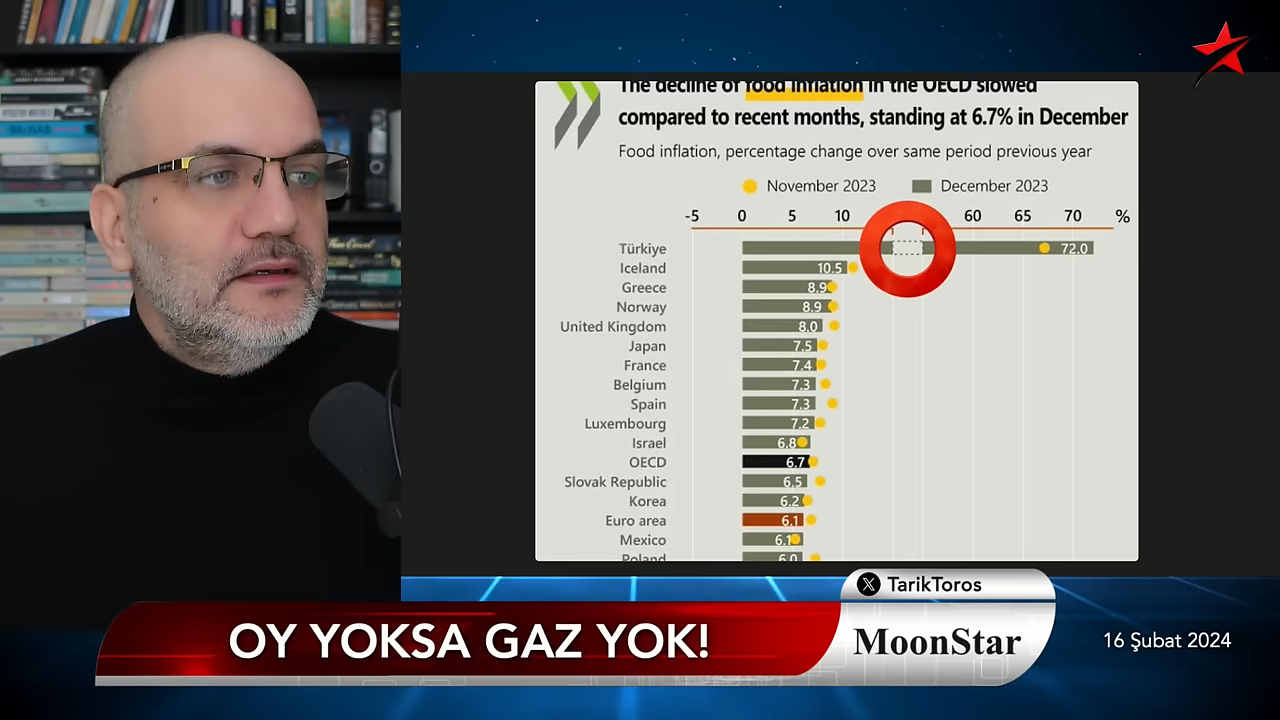 The decline of food inflation in the OECD slowed
compared to recent months, standing at 6.7% in December
Food inflation, percentage change over same period previous year
November 2023 December 2023
-5 0 5 10 60 65 70 %
Türkiye 72.0
Iceland 10.5
Greece 8.9
Norway 8.9
United Kingdom 8.0
Japan 7.5
France 7.4
Belgium 7.3
Spain 7.3
Luxembourg 7.2
Israel 6.8
OECD 6.7
Slovak Republic 6.5
Korea 6.2
Euro area 6.1
Mexico 6.1
Poland 6.0
X TarikToros
OY YOKSA GAZ YOK!
MoonStar
16 Şubat 2024